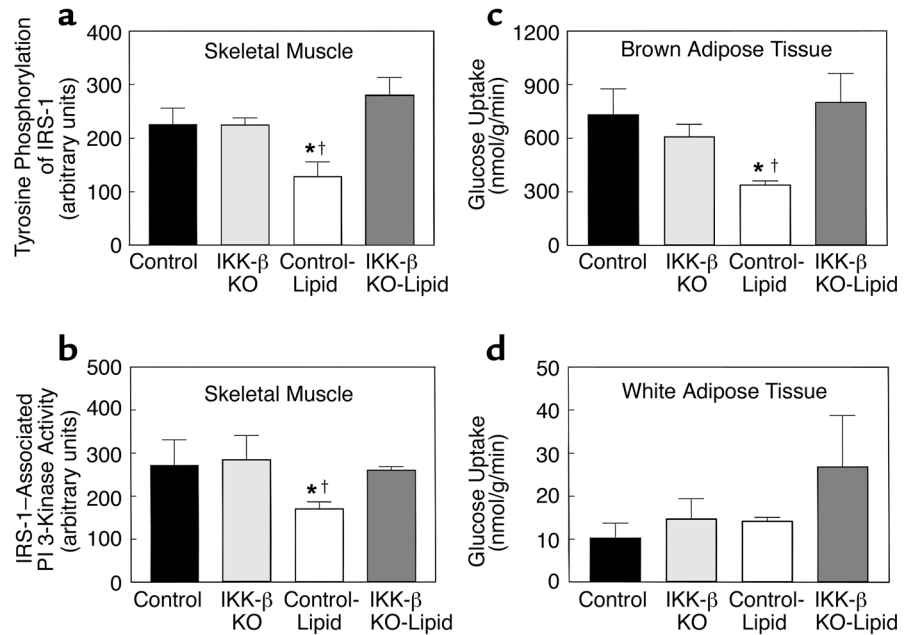 a
Skeletal Muscle
Tyrosine Phosphorylation
of IRS-1
(arbitrary units)
400
300
200
100
0
*†
Control
IKK-β
KO
Control-
Lipid
IKK-β
KO-Lipid
c
Brown Adipose Tissue
Glucose Uptake
(nmol/g/min)
1200
900
600
300
0
* †
Control
IKK-β
KO
Control-
Lipid
IKK-β
KO-Lipid
b
Skeletal Muscle
IRS-1–Associated
PI 3-Kinase Activity
(arbitrary units)
500
300
300
200
100
0
*†
Control
IKK-β
KO
Control-
Lipid
IKK-β
KO-Lipid
d
White Adipose Tissue
Glucose Uptake
(nmol/g/min)
50
40
30
20
10
0
Control
IKK-β
KO
Control-
Lipid
IKK-β
KO-Lipid